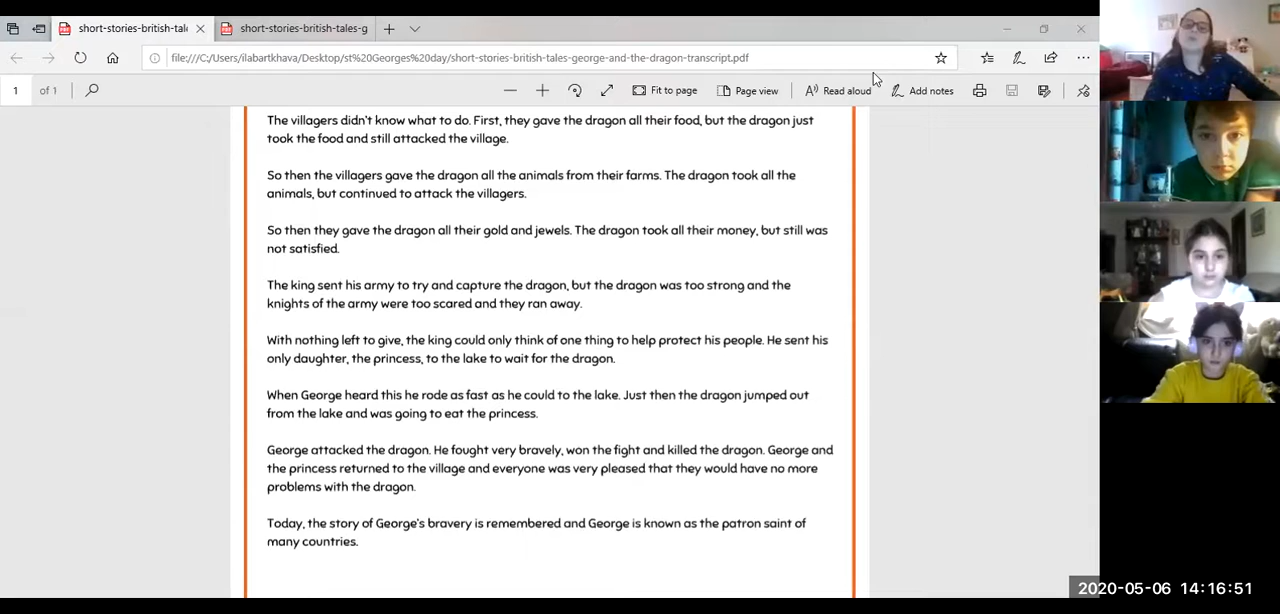 short-stories-british-tal
short-stories-british-tales-g
file:///C:/Users/ilabartkhava/Desktop/st%20Georges%20day/short-stories-british-tales-george-and-the-dragon-transcript.pdf
1 of 1 Fit to page Page view Read aloud Add notes
The villagers didn't know what to do. First, they gave the dragon all their food, but the dragon just
took the food and still attacked the village.
So then the villagers gave the dragon all the animals from their farms. The dragon took all the
animals, but continued to attack the villagers.
So then they gave the dragon all their gold and jewels. The dragon took all their money, but still was
not satisfied.
The king sent his army to try and capture the dragon, but the dragon was too strong and the
knights of the army were too scared and they ran away.
With nothing left to give, the king could only think of one thing to help protect his people. He sent his
only daughter, the princess, to the lake to wait for the dragon.
When George heard this he rode as fast as he could to the lake. Just then the dragon jumped out
from the lake and was going to eat the princess.
George attacked the dragon. He fought very bravely, won the fight and killed the dragon. George and
the princess returned to the village and everyone was very pleased that they would have no more
problems with the dragon.
Today, the story of George's bravery is remembered and George is known as the patron saint of
many countries.
2020-05-06 14:16:51